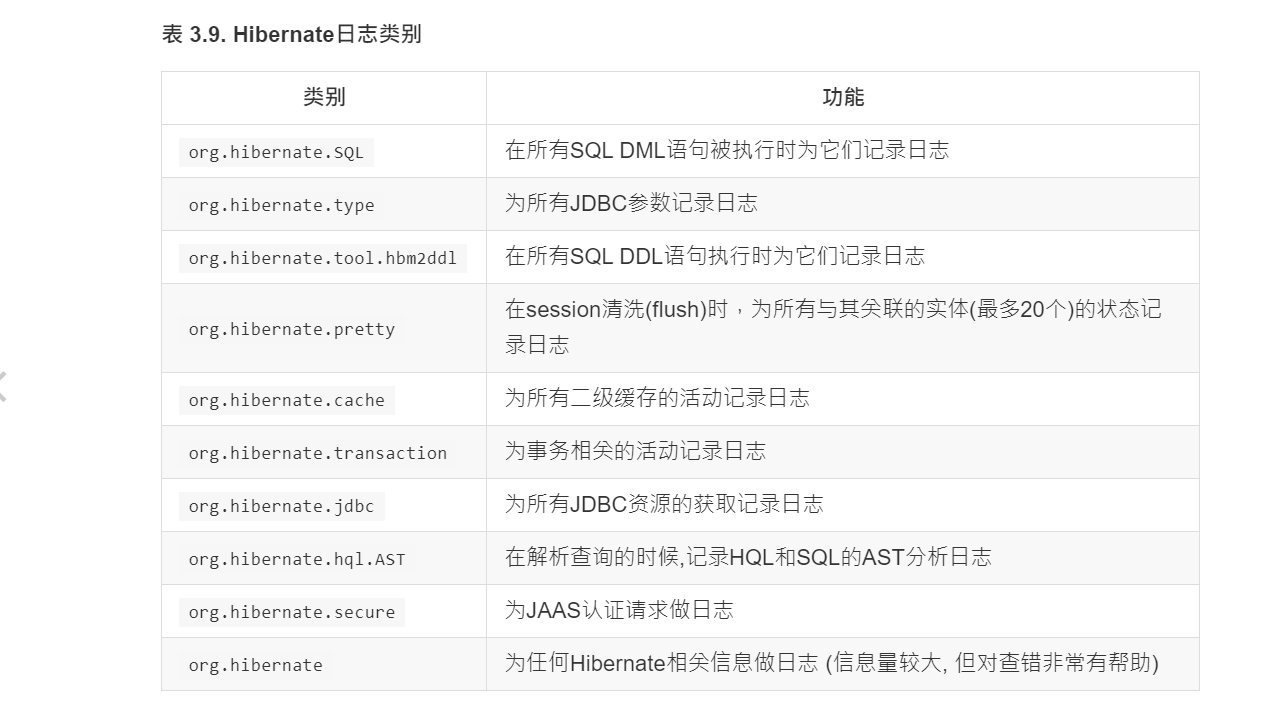 表 3.9. Hibernate日志类别
类别 功能
org.hibernate.SQL 在所有SQL DML语句被执行时为它们记录日志
org.hibernate.type 为所有JDBC参数记录日志
org.hibernate.tool.hbm2ddl 在所有SQL DDL语句执行时为它们记录日志
org.hibernate.pretty 在session清洗(flush)时，为所有与其关联的实体(最多20个)的状态记
录日志
org.hibernate.cache 为所有二级缓存的活动记录日志
org.hibernate.transaction 为事务相关的活动记录日志
org.hibernate.jdbc 为所有JDBC资源的获取记录日志
org.hibernate.hql.AST 在解析查询的时候,记录HQL和SQL的AST分析日志
org.hibernate.secure 为JAAS认证请求做日志
org.hibernate 为任何Hibernate相关信息做日志 (信息量较大, 但对查错非常有帮助)